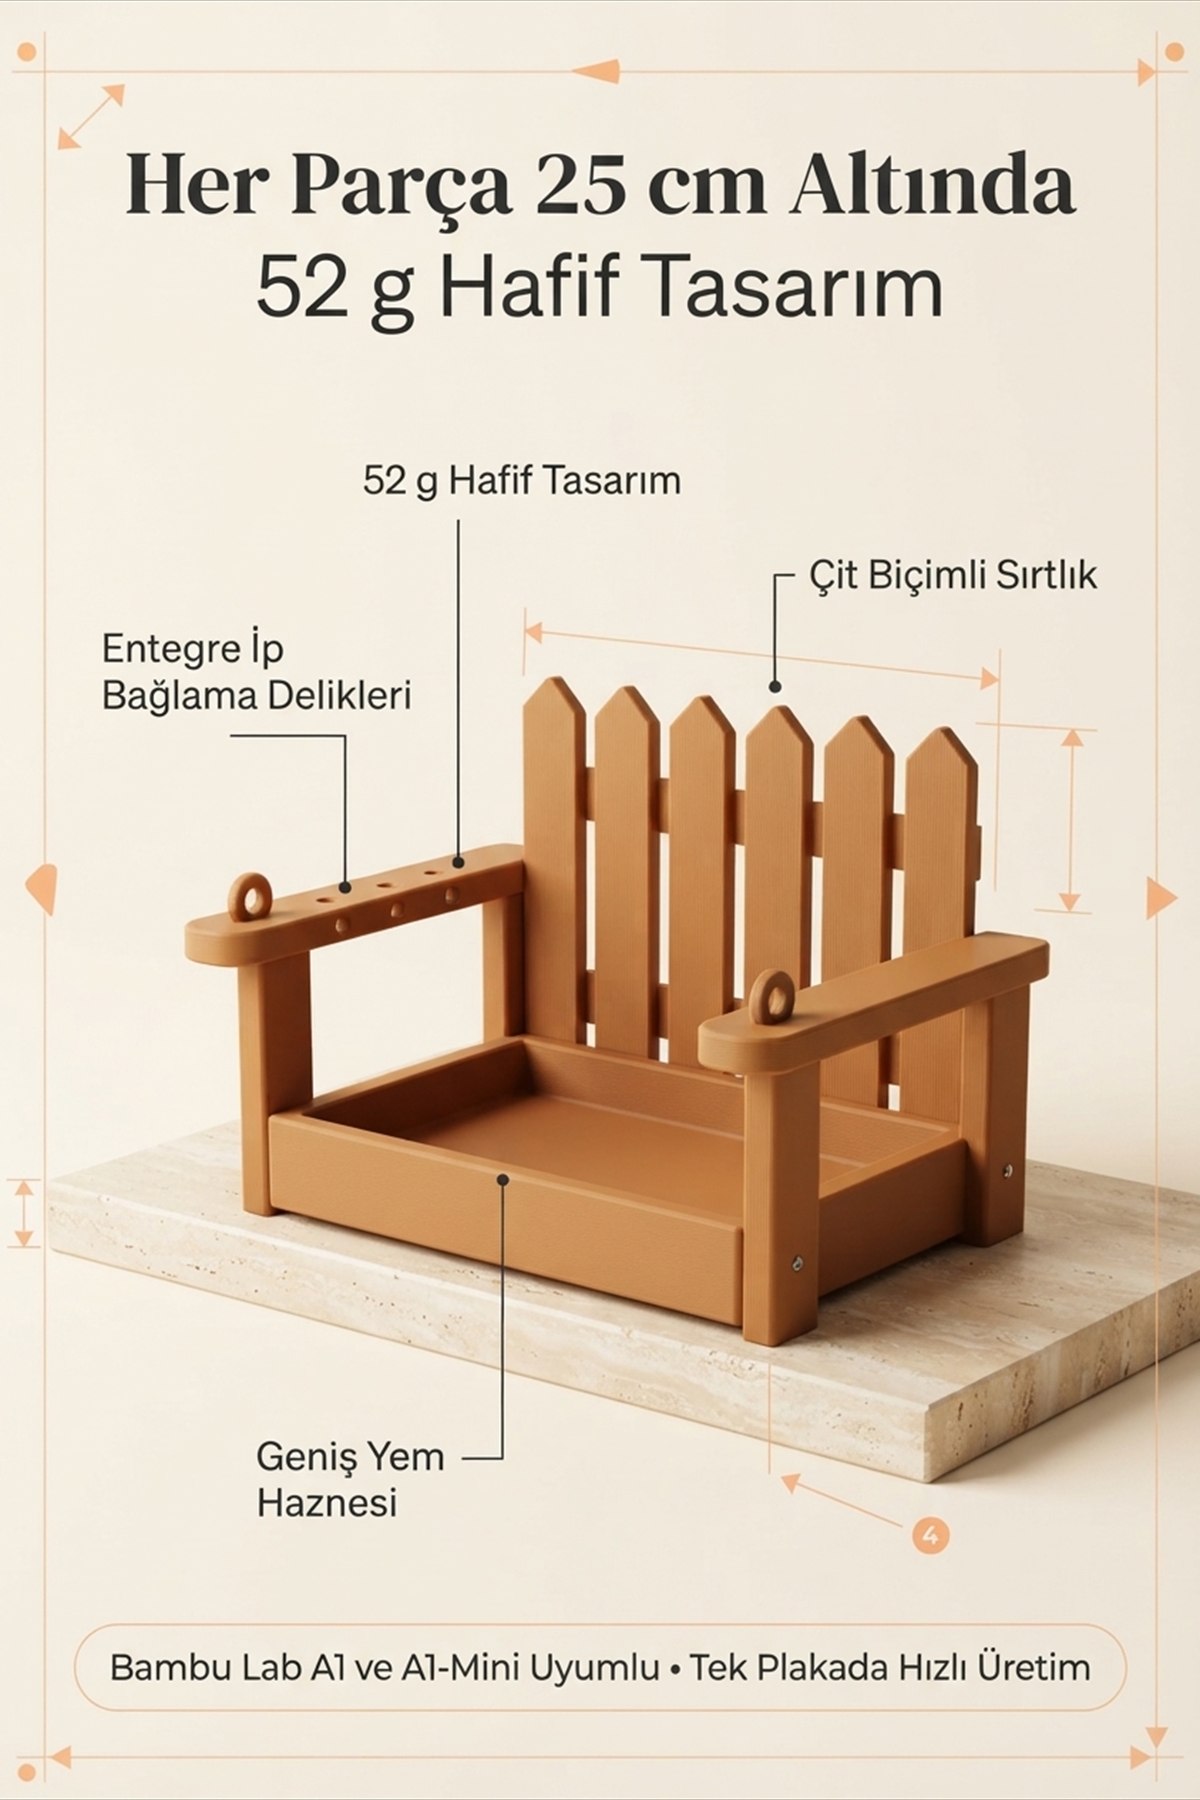 Her Parça 25 cm Altında
52 g Hafif Tasarım
52 g Hafif Tasarım
Çit Biçimli Sırtlık
Entegre İp
Bağlama Delikleri
Geniş Yem
Haznesi
4
Bambu Lab A1 ve A1-Mini Uyumlu • Tek Plakada Hızlı Üretim